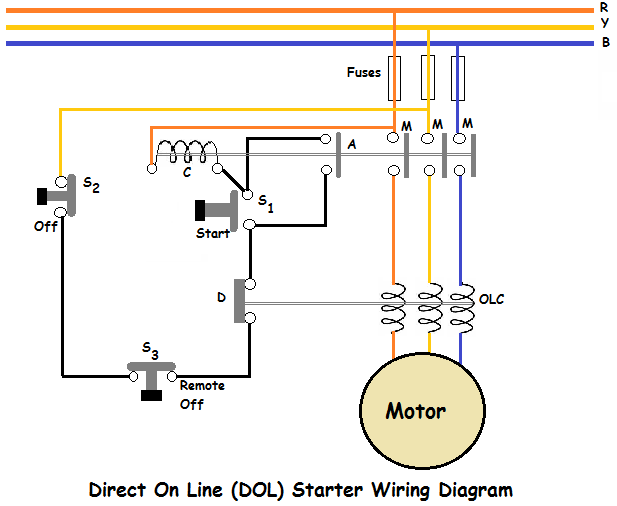 R
Y
B
Fuses
M
M
M
A
C
S2
S1
Off
Start
D
OLC
S3
Remote
Off
Motor
Direct On Line (DOL) Starter Wiring Diagram